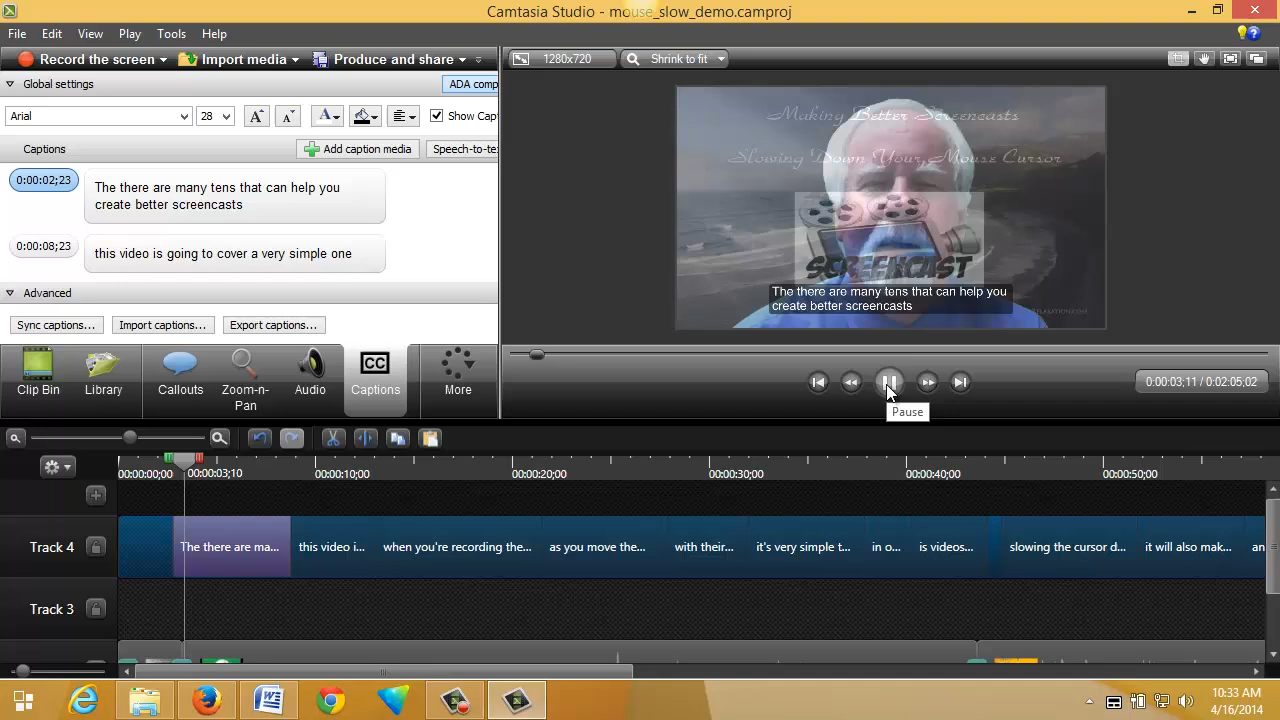 Camtasia Studio - mouse_slow_demo.camproj
File Edit View Play Tools Help
Record the screen Import media Produce and share
1280x720 Shrink to fit
Global settings ADA comp
Arial 28 A A A Show Cap
Captions Add caption media Speech-to-te
0:00:02;23 The there are many tens that can help you
create better screencasts
0:00:08;23 this video is going to cover a very simple one
Advanced
Sync captions... Import captions... Export captions...
Clip Bin Library Callouts Zoom-n-
Pan Audio CC Captions More
Making Better Screencasts
Slowing Down Your Mouse Cursor
SCREENCAST
The there are many tens that can help you
create better screencasts
0:00:03;11 / 0:02:05;02
Pause
00:00:00;00 00:00:03;10 00:00:10;00 00:00:20;00 00:00:30;00 00:00:40;00 00:00:50;00
Track 4 The there are ma... this video i... when you're recording the... as you move the... with their... it's very simple t... in o... is videos... slowing the cursor d... it will also mak... an
Track 3
10:33 AM
4/16/2014